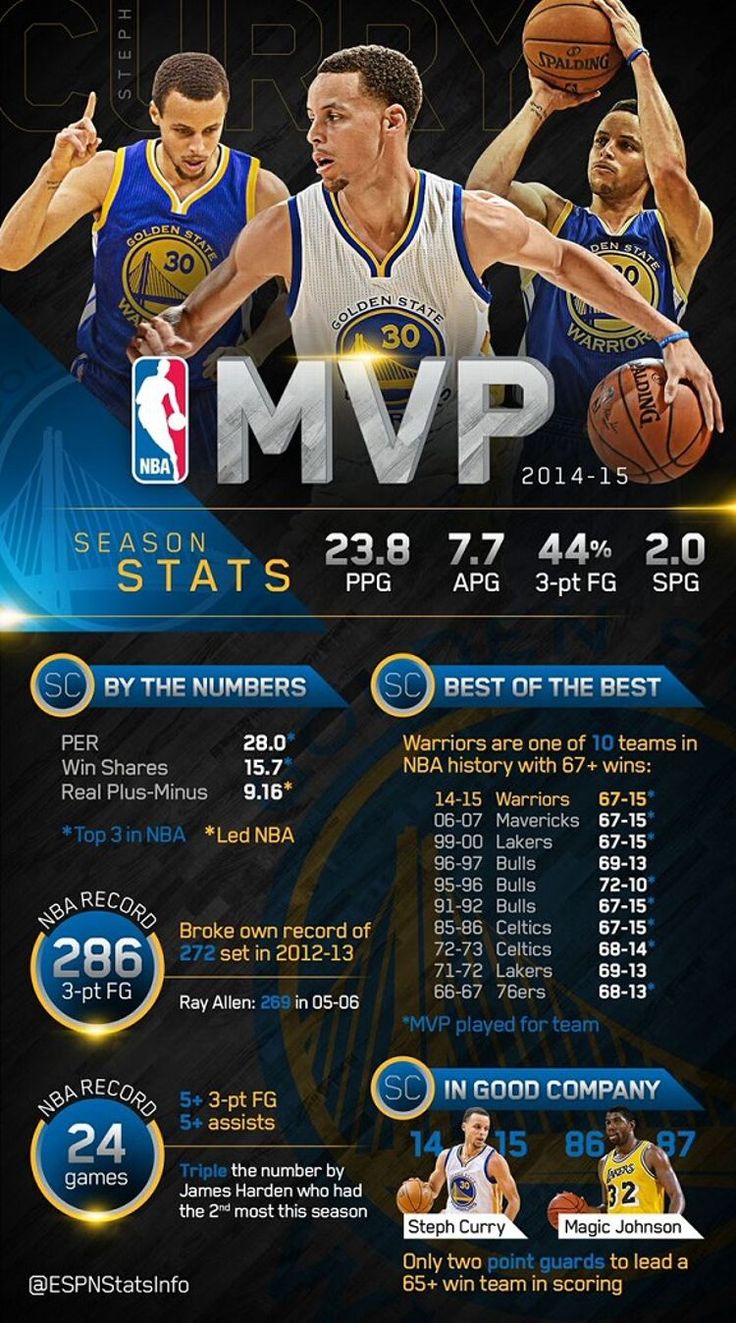 STEPH
CURRY
SPALDING
GOLDEN STATE
30
GOLDEN STATE
30
DEN STATE
WARRIOR
ALDING
NBA
MVP
2014-15
SEASON
STATS
23.8
PPG
7.7
APG
44%
3-pt FG
2.0
SPG
SC BY THE NUMBERS
PER 28.0*
Win Shares 15.7*
Real Plus-Minus 9.16*
*Top 3 in NBA *Led NBA
NBA RECORD
286
3-pt FG
Broke own record of
272 set in 2012-13
Ray Allen: 269 in 05-06
NBA RECORD
24
games
5+ 3-pt FG
5+ assists
Triple the number by
James Harden who had
the 2nd most this season
@ESPNStatsInfo
SC BEST OF THE BEST
Warriors are one of 10 teams in
NBA history with 67+ wins:
14-15 Warriors 67-15*
06-07 Mavericks 67-15*
99-00 Lakers 67-15*
96-97 Bulls 69-13
95-96 Bulls 72-10*
91-92 Bulls 67-15*
85-86 Celtics 67-15*
72-73 Celtics 68-14*
71-72 Lakers 69-13
66-67 76ers 68-13*
*MVP played for team
SC IN GOOD COMPANY
14 15 86 87
30
LAKERS
32
Steph Curry Magic Johnson
Only two point guards to lead a
65+ win team in scoring